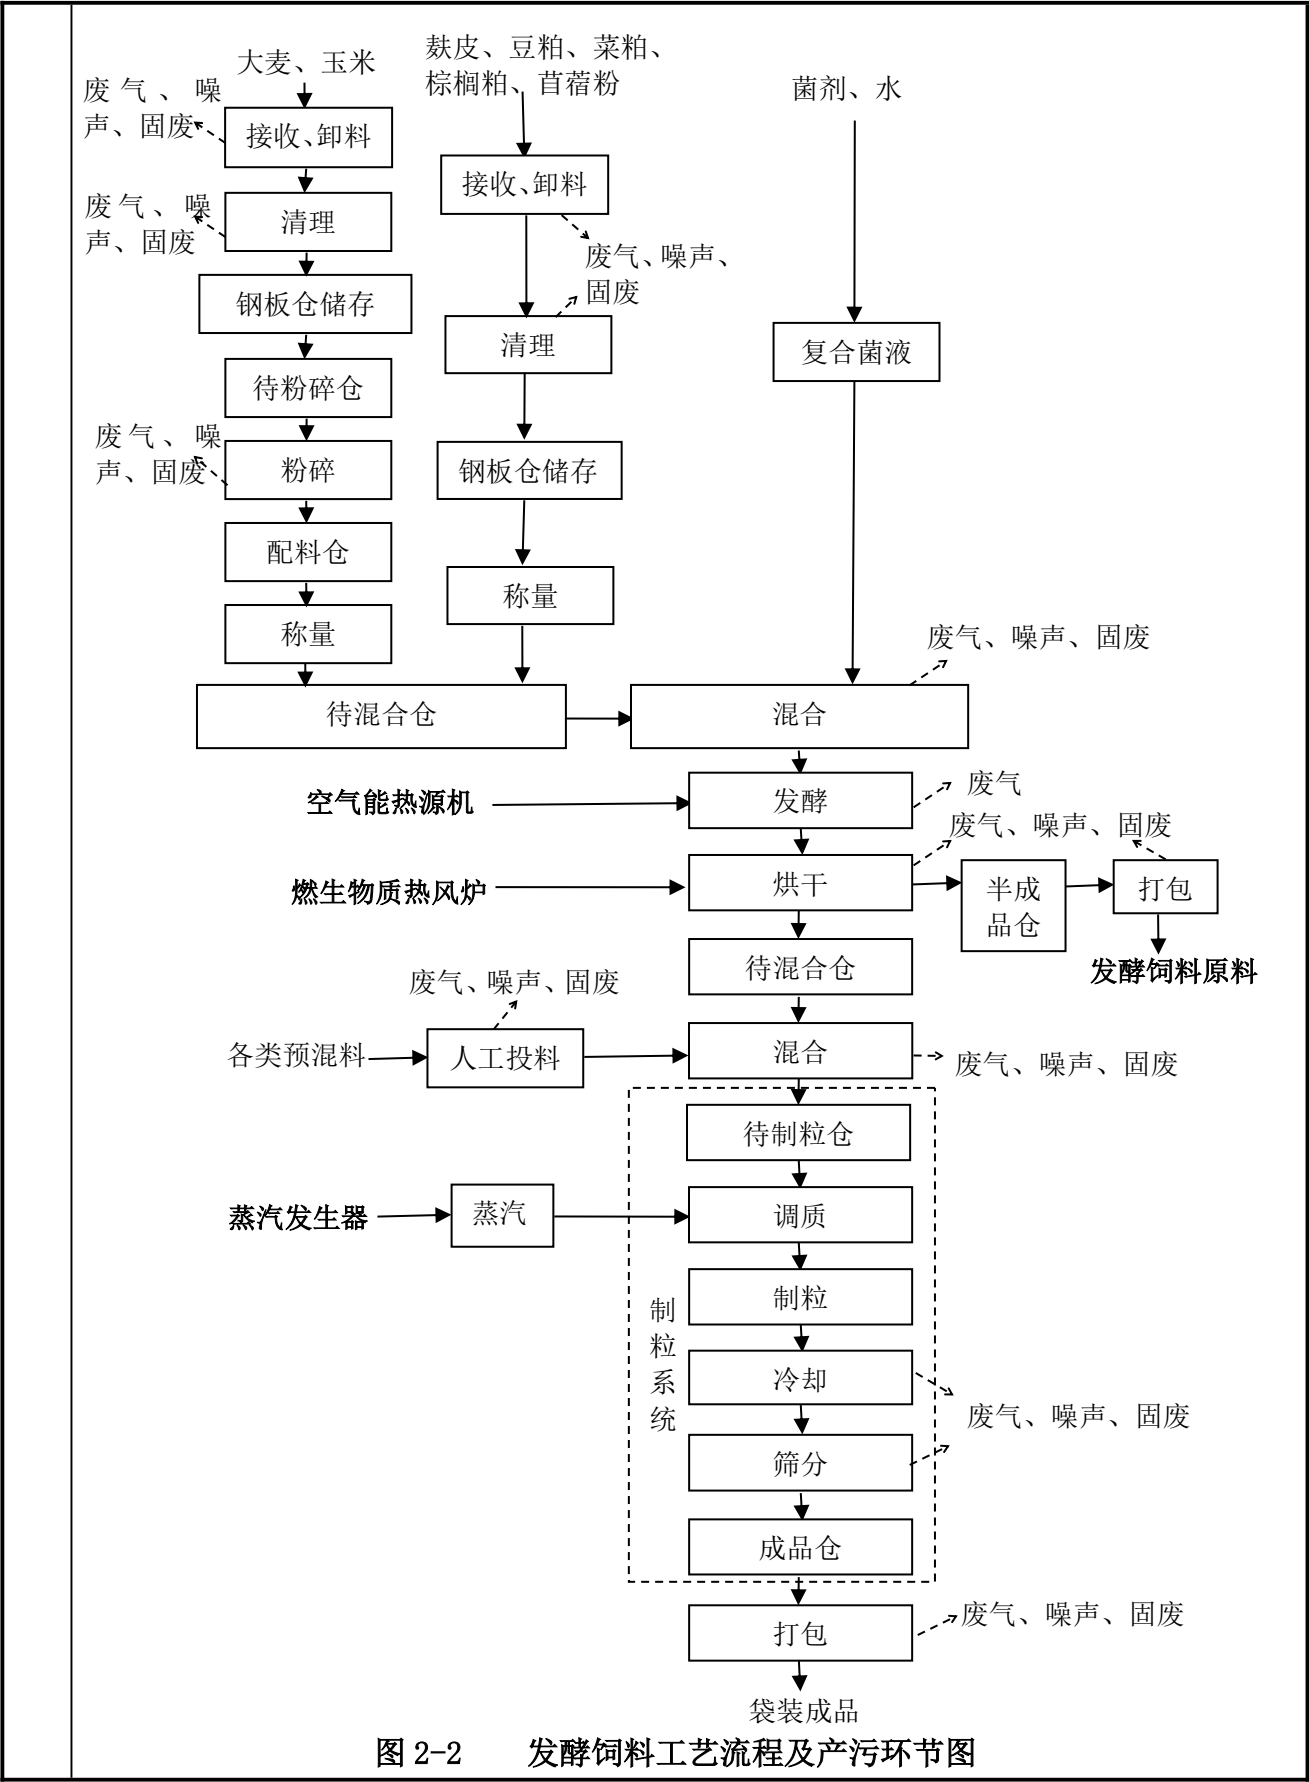 大麦、玉米
废气、噪
声、固废
接收、卸料
废气、噪
声、固废
清理
钢板仓储存
待粉碎仓
废气、噪
声、固废
粉碎
配料仓
称量
麸皮、豆粕、菜粕、
棕榈粕、苜蓿粉
接收、卸料
废气、噪声、
固废
清理
钢板仓储存
称量
菌剂、水
复合菌液
待混合仓
混合
废气、噪声、固废
空气能热源机
发酵
废气
燃生物质热风炉
烘干
废气、噪声、固废
半成
品仓
打包
发酵饲料原料
待混合仓
废气、噪声、固废
各类预混料
人工投料
混合
废气、噪声、固废
待制粒仓
蒸汽发生器
蒸汽
调质
制粒系统
制粒
冷却
废气、噪声、固废
筛分
成品仓
打包
废气、噪声、固废
袋装成品
图 2-2 发酵饲料工艺流程及产污环节图